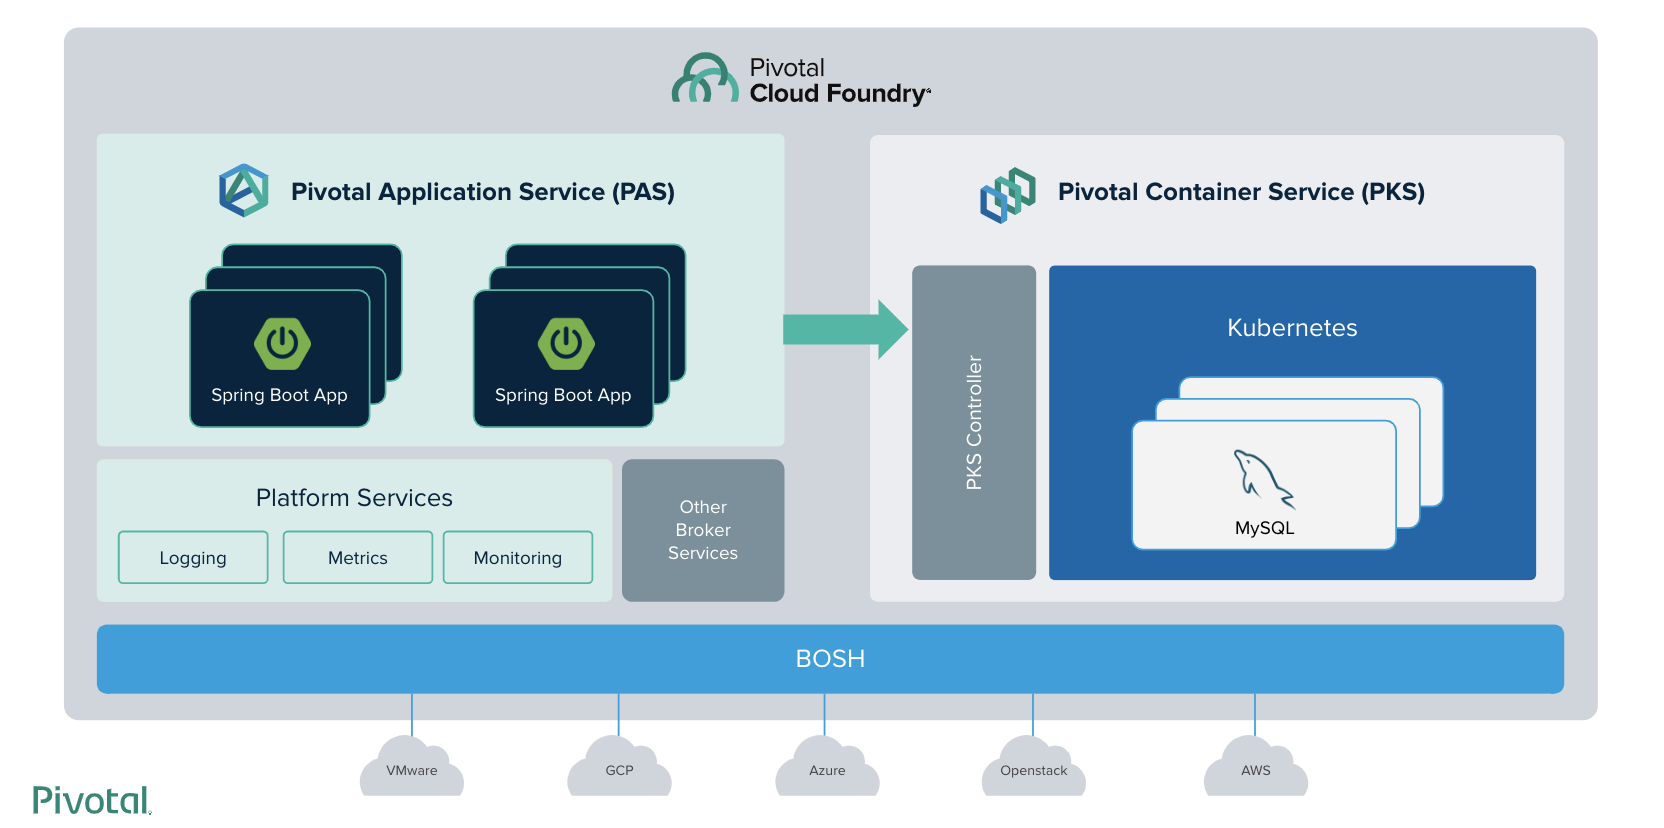 Pivotal
Cloud Foundry
Pivotal Application Service (PAS)
Spring Boot App
Spring Boot App
Platform Services
Logging
Metrics
Monitoring
Other
Broker
Services
Pivotal Container Service (PKS)
PKS Controller
Kubernetes
MySQL
BOSH
VMware
GCP
Azure
Openstack
AWS
Pivotal